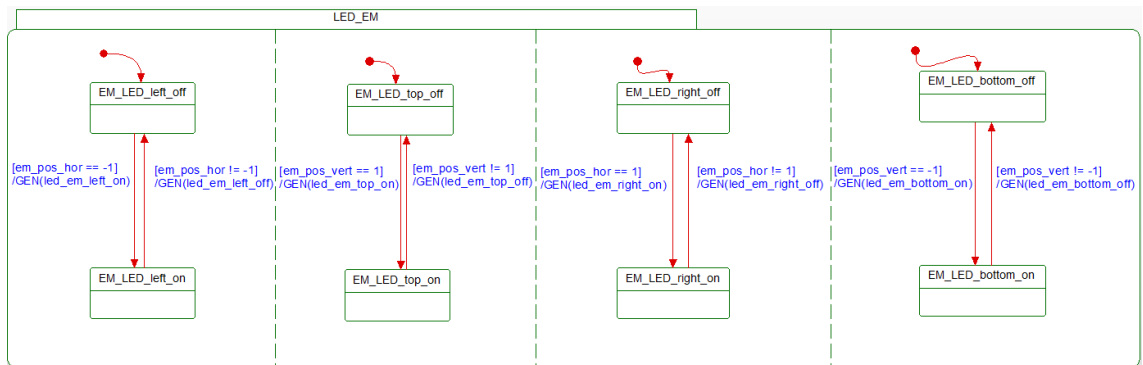 LED_EM
EM_LED_left_off
[em_pos_hor == -1]
/GEN(led_em_left_on)
[em_pos_hor != -1]
/GEN(led_em_left_off)
EM_LED_left_on
EM_LED_top_off
[em_pos_vert == 1]
/GEN(led_em_top_on)
[em_pos_vert != 1]
/GEN(led_em_top_off)
EM_LED_top_on
EM_LED_right_off
[em_pos_hor == 1]
/GEN(led_em_right_on)
[em_pos_hor != 1]
/GEN(led_em_right_off)
EM_LED_right_on
EM_LED_bottom_off
[em_pos_vert == -1]
/GEN(led_em_bottom_on)
[em_pos_vert != -1]
/GEN(led_em_bottom_off)
EM_LED_bottom_on